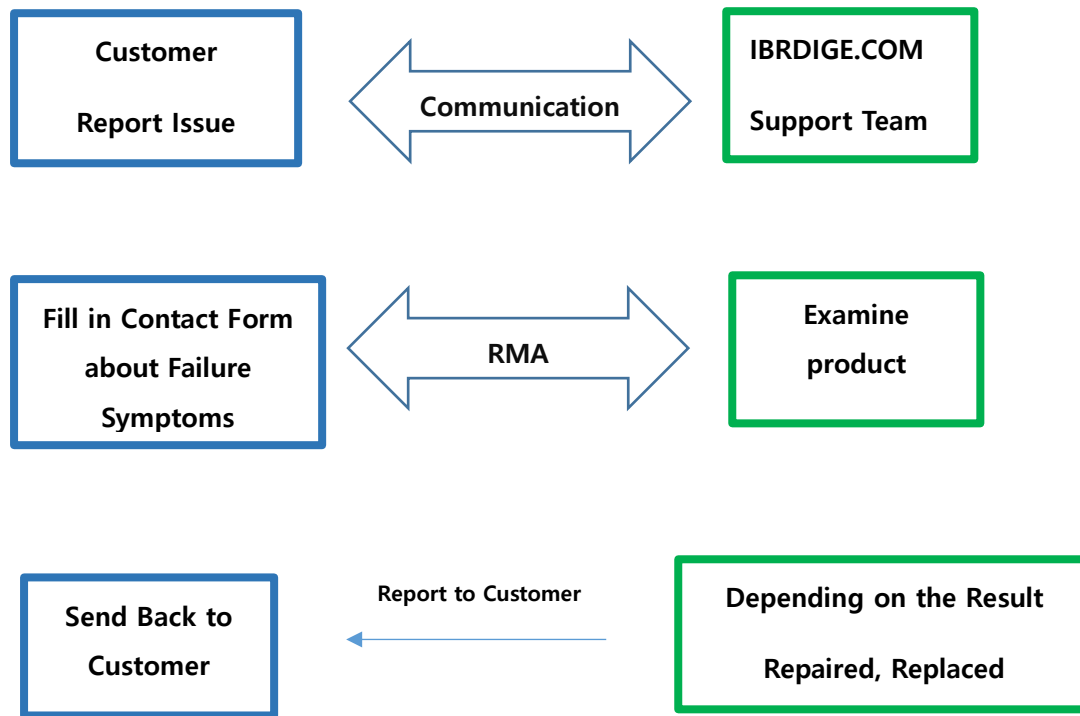 Customer
Report Issue
Communication
IBRDIGE.COM
Support Team
Fill in Contact Form
about Failure
Symptoms
RMA
Examine
product
Send Back to
Customer
Report to Customer
Depending on the Result
Repaired, Replaced